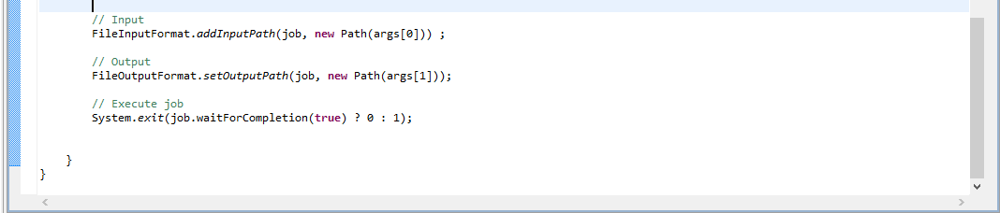 // Input
FileInputFormat.addInputPath(job, new Path(args[0])) ;
// Output
FileOutputFormat.setOutputPath(job, new Path(args[1]));
// Execute job
System.exit(job.waitForCompletion(true) ? 0 : 1);
}
}